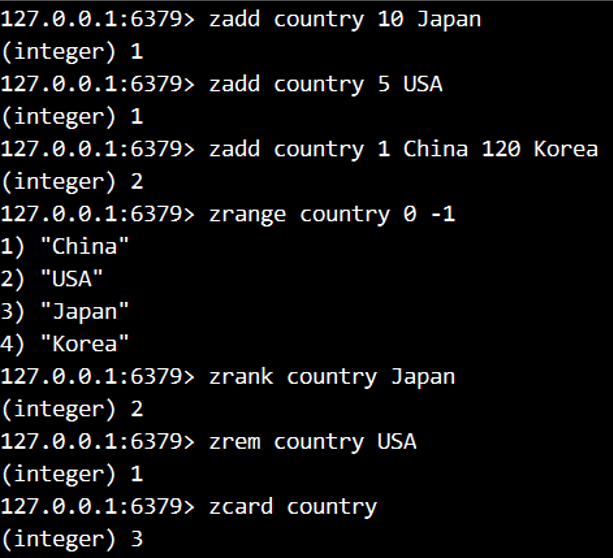 127.0.0.1:6379> zadd country 10 Japan
(integer) 1
127.0.0.1:6379> zadd country 5 USA
(integer) 1
127.0.0.1:6379> zadd country 1 China 120 Korea
(integer) 2
127.0.0.1:6379> zrange country 0 -1
1) "China"
2) "USA"
3) "Japan"
4) "Korea"
127.0.0.1:6379> zrank country Japan
(integer) 2
127.0.0.1:6379> zrem country USA
(integer) 1
127.0.0.1:6379> zcard country
(integer) 3